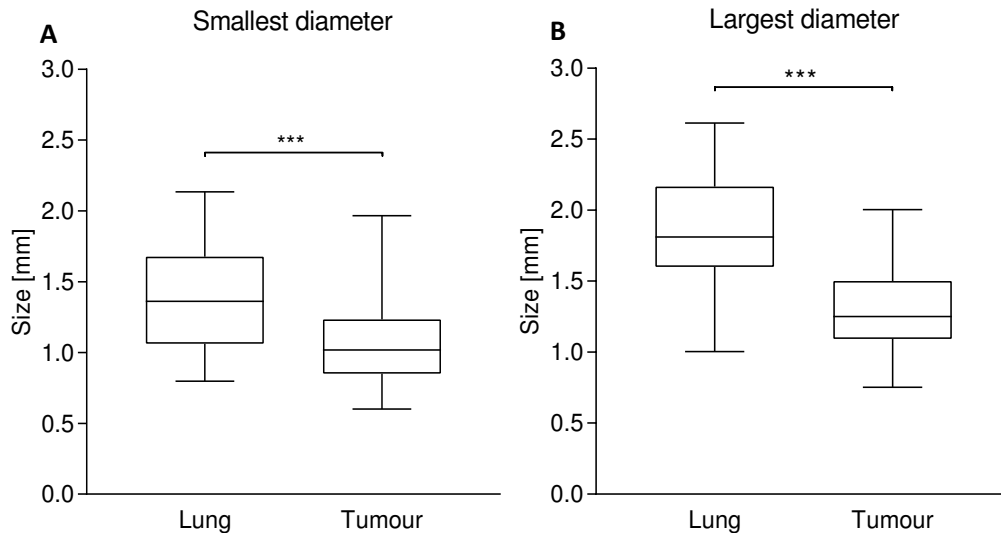 A
Smallest diameter
3.0
2.5
2.0
1.5
1.0
0.5
0.0
Size [mm]
***
Lung Tumour
B
Largest diameter
3.0
2.5
2.0
1.5
1.0
0.5
0.0
Size [mm]
***
Lung Tumour